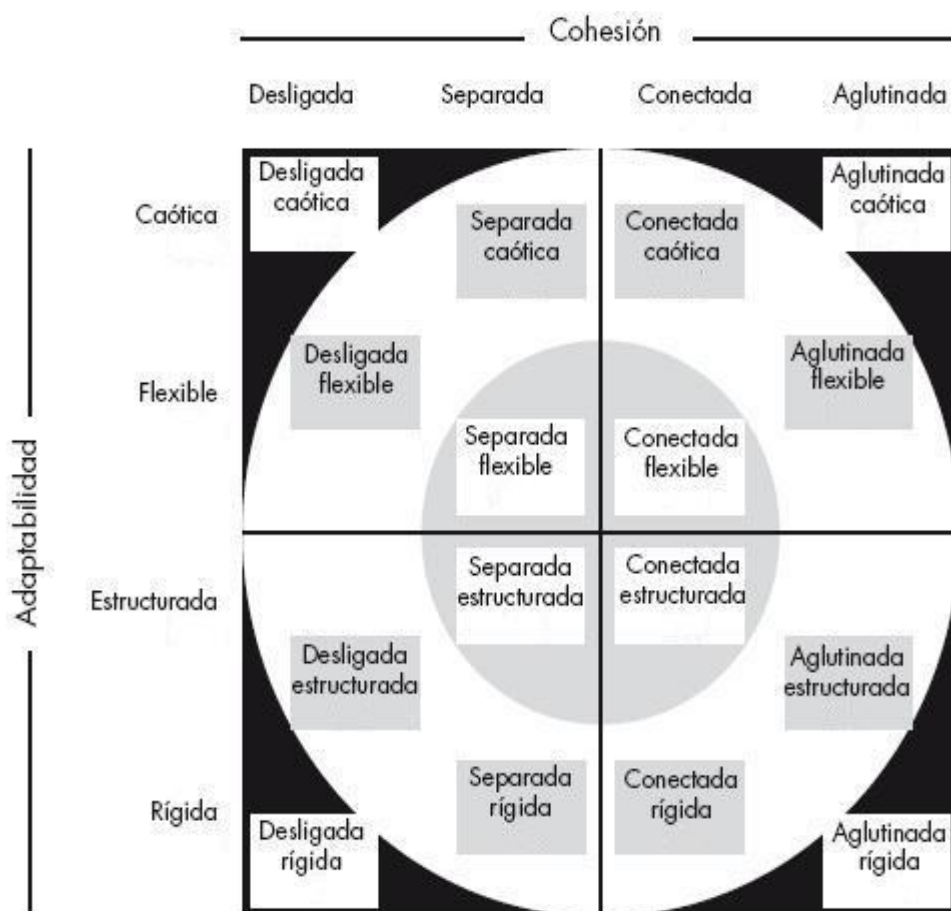 Cohesión
Desligada Separada Conectada Aglutinada
Adaptabilidad
Caótica
Desligada
caótica
Separada
caótica
Conectada
caótica
Aglutinada
caótica
Flexible
Desligada
flexible
Separada
flexible
Conectada
flexible
Aglutinada
flexible
Estructurada
Desligada
estructurada
Separada
estructurada
Conectada
estructurada
Aglutinada
estructurada
Rígida
Desligada
rígida
Separada
rígida
Conectada
rígida
Aglutinada
rígida